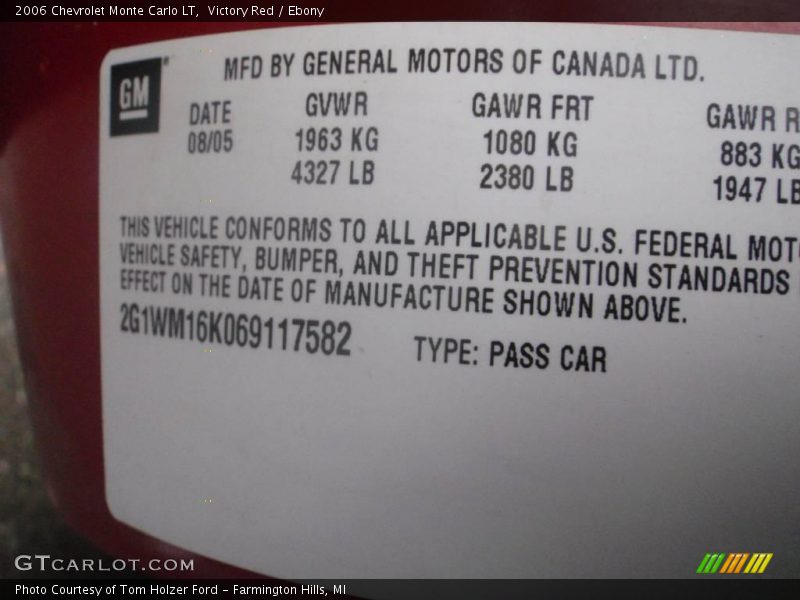 2006 Chevrolet Monte Carlo LT, Victory Red / Ebony
GM
MFD BY GENERAL MOTORS OF CANADA LTD.
DATE GVWR GAWR FRT GAWR R
08/05 1963 KG 1080 KG 883 KG
4327 LB 2380 LB 1947 LB
THIS VEHICLE CONFORMS TO ALL APPLICABLE U.S. FEDERAL MOT
VEHICLE SAFETY, BUMPER, AND THEFT PREVENTION STANDARDS
EFFECT ON THE DATE OF MANUFACTURE SHOWN ABOVE.
2G1WM16K069117582 TYPE: PASS CAR
GTCARLOT.COM
Photo Courtesy of Tom Holzer Ford - Farmington Hills, MI